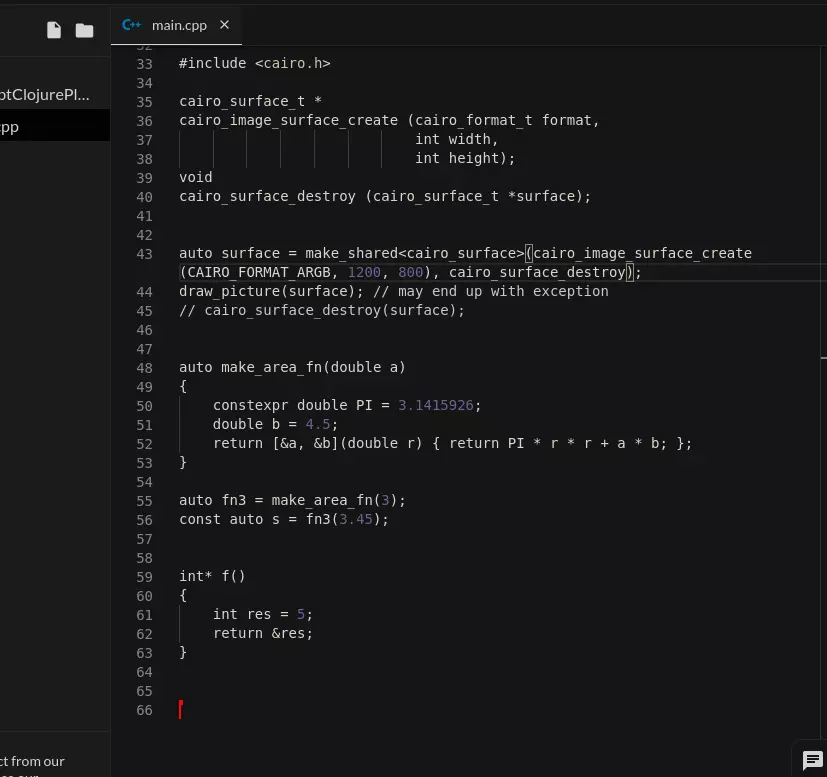 C++ main.cpp ×
ptClojurePl...
cpp
32
33 #include <cairo.h>
34
35 cairo_surface_t *
36 cairo_image_surface_create (cairo_format_t format,
37 int width,
38 int height);
39 void
40 cairo_surface_destroy (cairo_surface_t *surface);
41
42
43 auto surface = make_shared<cairo_surface>(cairo_image_surface_create
(CAIRO_FORMAT_ARGB, 1200, 800), cairo_surface_destroy);
44 draw_picture(surface); // may end up with exception
45 // cairo_surface_destroy(surface);
46
47
48 auto make_area_fn(double a)
49 {
50 constexpr double PI = 3.1415926;
51 double b = 4.5;
52 return [&a, &b](double r) { return PI * r * r + a * b; };
53 }
54
55 auto fn3 = make_area_fn(3);
56 const auto s = fn3(3.45);
57
58
59 int* f()
60 {
61 int res = 5;
62 return &res;
63 }
64
65
66
ct from our